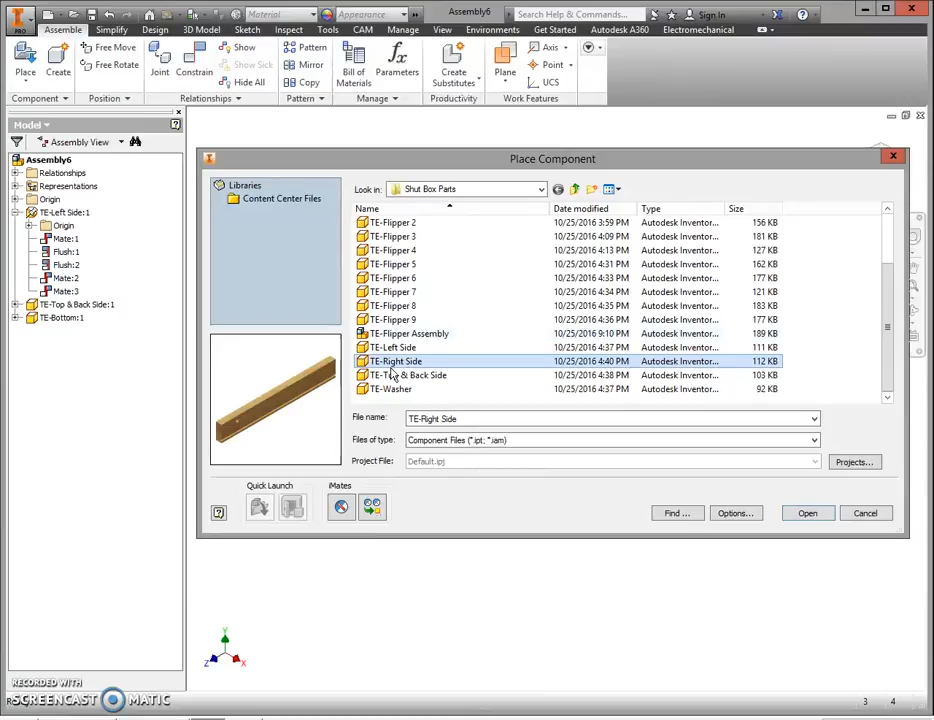 Material
Appearance
Assembly6
Search Help & Commands...
Sign In
PRO
Assemble
Simplify
Design
3D Model
Sketch
Inspect
Tools
CAM
Manage
View
Environments
Get Started
Autodesk A360
Electromechanical
Place
Create
Free Move
Free Rotate
Joint
Constrain
Show
Show Sick
Hide All
Pattern
Mirror
Copy
Bill of
Materials
Parameters
Create
Substitutes
Plane
Axis
Point
UCS
Component
Position
Relationships
Pattern
Manage
Productivity
Work Features
Model
Assembly View
Assembly6
Relationships
Representations
Origin
TE-Left Side:1
Origin
Mate:1
Flush:1
Flush:2
Mate:2
Mate:3
TE-Top & Back Side:1
TE-Bottom:1
Place Component
Libraries
Content Center Files
Look in:
Shut Box Parts
Name Date modified Type Size
TE-Flipper 2 10/25/2016 3:59 PM Autodesk Inventor... 156 KB
TE-Flipper 3 10/25/2016 4:09 PM Autodesk Inventor... 181 KB
TE-Flipper 4 10/25/2016 4:13 PM Autodesk Inventor... 127 KB
TE-Flipper 5 10/25/2016 4:31 PM Autodesk Inventor... 162 KB
TE-Flipper 6 10/25/2016 4:33 PM Autodesk Inventor... 177 KB
TE-Flipper 7 10/25/2016 4:34 PM Autodesk Inventor... 121 KB
TE-Flipper 8 10/25/2016 4:35 PM Autodesk Inventor... 183 KB
TE-Flipper 9 10/25/2016 4:36 PM Autodesk Inventor... 177 KB
TE-Flipper Assembly 10/25/2016 9:10 PM Autodesk Inventor... 189 KB
TE-Left Side 10/25/2016 4:37 PM Autodesk Inventor... 111 KB
TE-Right Side 10/25/2016 4:40 PM Autodesk Inventor... 112 KB
TE-Top & Back Side 10/25/2016 4:38 PM Autodesk Inventor... 103 KB
TE-Washer 10/25/2016 4:37 PM Autodesk Inventor... 92 KB
File name:
TE-Right Side
Files of type:
Component Files (*.ipt; *.iam)
Project File:
Default.ipj
Projects...
Quick Launch
iMates
Find ...
Options...
Open
Cancel
Y
Z
X
RECORDED WITH
SCREENCAST MATIC
3
4